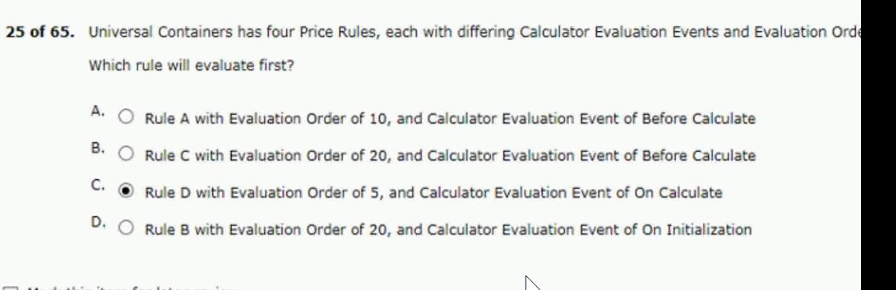 25 of 65. Universal Containers has four Price Rules, each with differing Calculator Evaluation Events and Evaluation
Which rule will evaluate first?
A. Rule A with Evaluation Order of 10, and Calculator Evaluation Event of Before Calculate
B. Rule C with Evaluation Order of 20, and Calculator Evaluation Event of Before Calculate
C. Rule D with Evaluation Order of 5, and Calculator Evaluation Event of On Calculate
D. Rule B with Evaluation Order of 20, and Calculator Evaluation Event of On Initialization